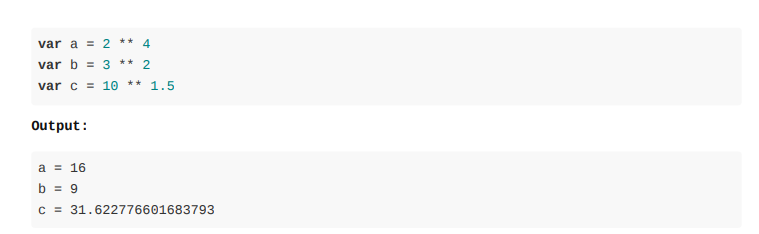 var a = 2 ** 4
var b = 3 ** 2
var c = 10 ** 1.5
Output:
a = 16
b = 9
c = 31.622776601683793